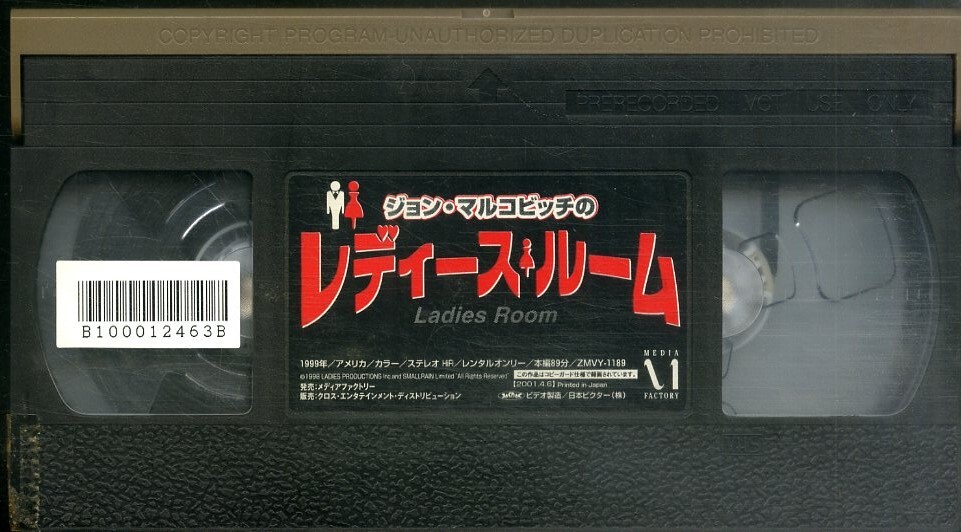 COPYRIGHT PROGRAM-UNAUTHORIZED DUPLICATION PROHIBITED
PRERECORDED VCT USE ONLY
ジョン・マルコビッチの
レディース・ルーム
Ladies Room
B100012463B
1999年/アメリカ/カラー/ステレオ HiFi/レンタルオンリー/本編89分/ZMVY-1189
©1998 LADIES PRODUCTIONS Inc and SMALLRAIN Limited "All Rights Reserved"
この作品はコピーガード仕様で録画されています。
発売:メディアファクトリー
[2001.4.6] Printed in Japan
販売:クロス・エンタテインメント・ディストリビューション
ビデオ製造/日本ビクター(株)
MEDIA
FACTORY